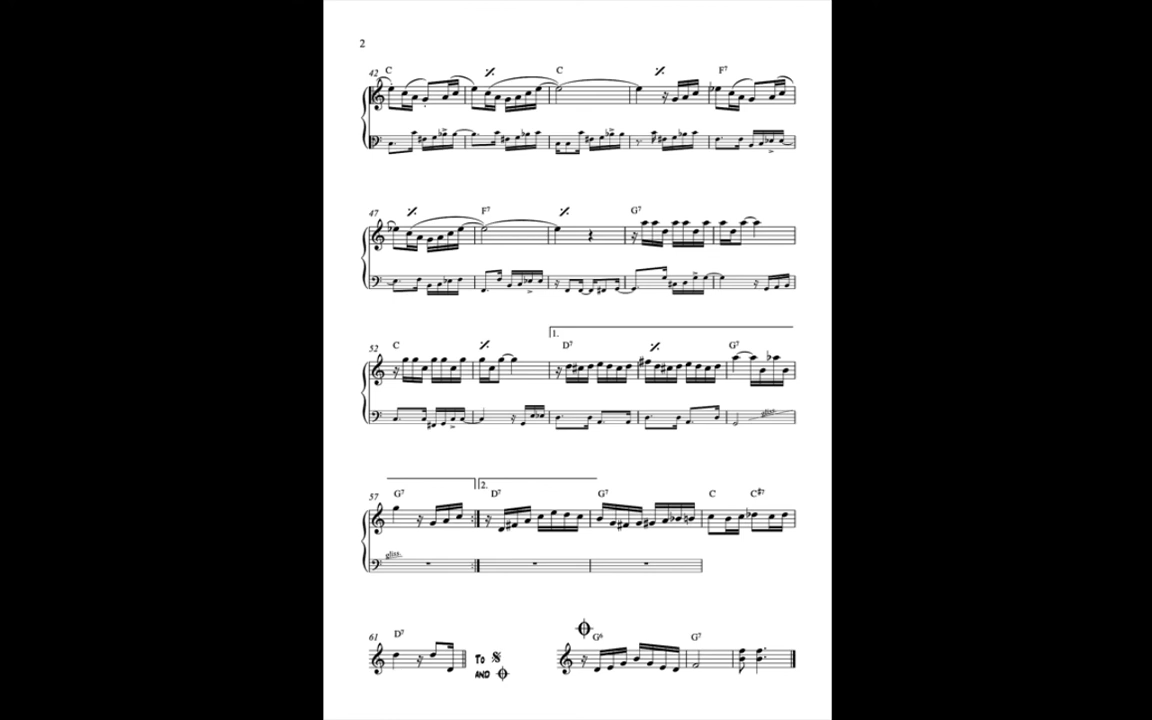 2
42 C C F7
47 F7 G7
1.
52 C D7 G7
gliss.
2.
57 G7 D7 G7 C C#7
gliss.
61 D7 G6 G7
TO
AND